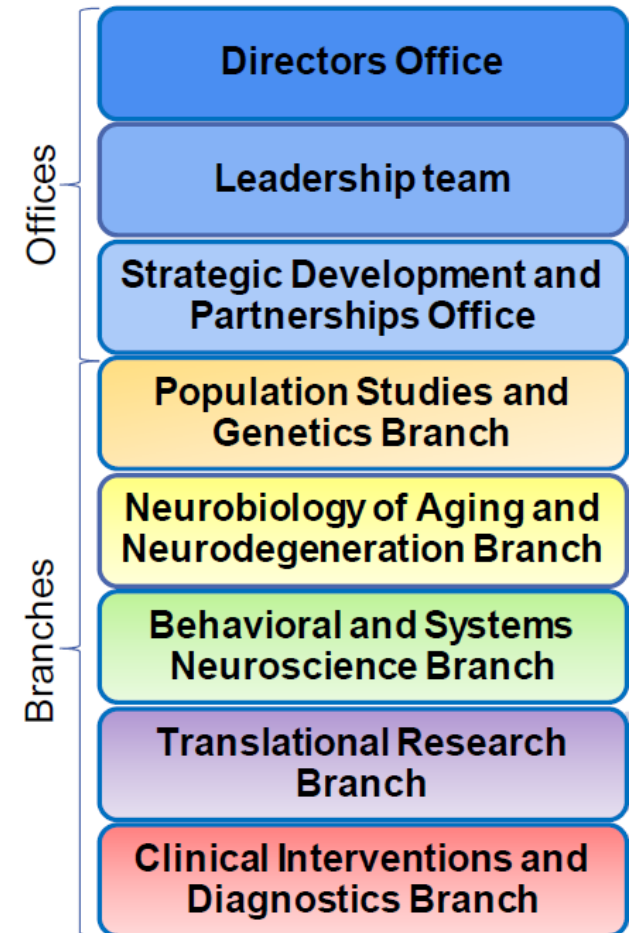 Offices
Directors Office
Leadership team
Strategic Development and
Partnerships Office
Branches
Population Studies and
Genetics Branch
Neurobiology of Aging and
Neurodegeneration Branch
Behavioral and Systems
Neuroscience Branch
Translational Research
Branch
Clinical Interventions and
Diagnostics Branch